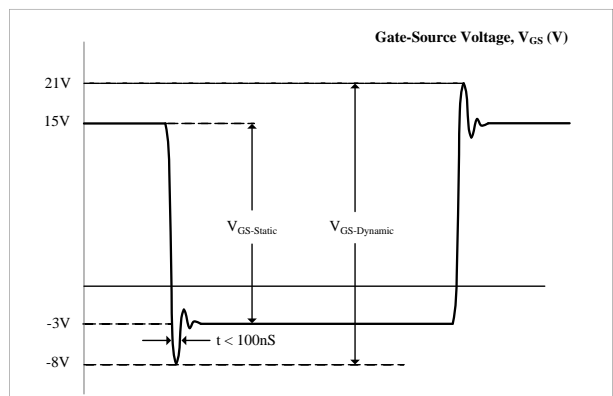 Gate-Source Voltage, VGS (V)
21V
15V
VGS-Static
VGS-Dynamic
-3V
t < 100nS
-8V